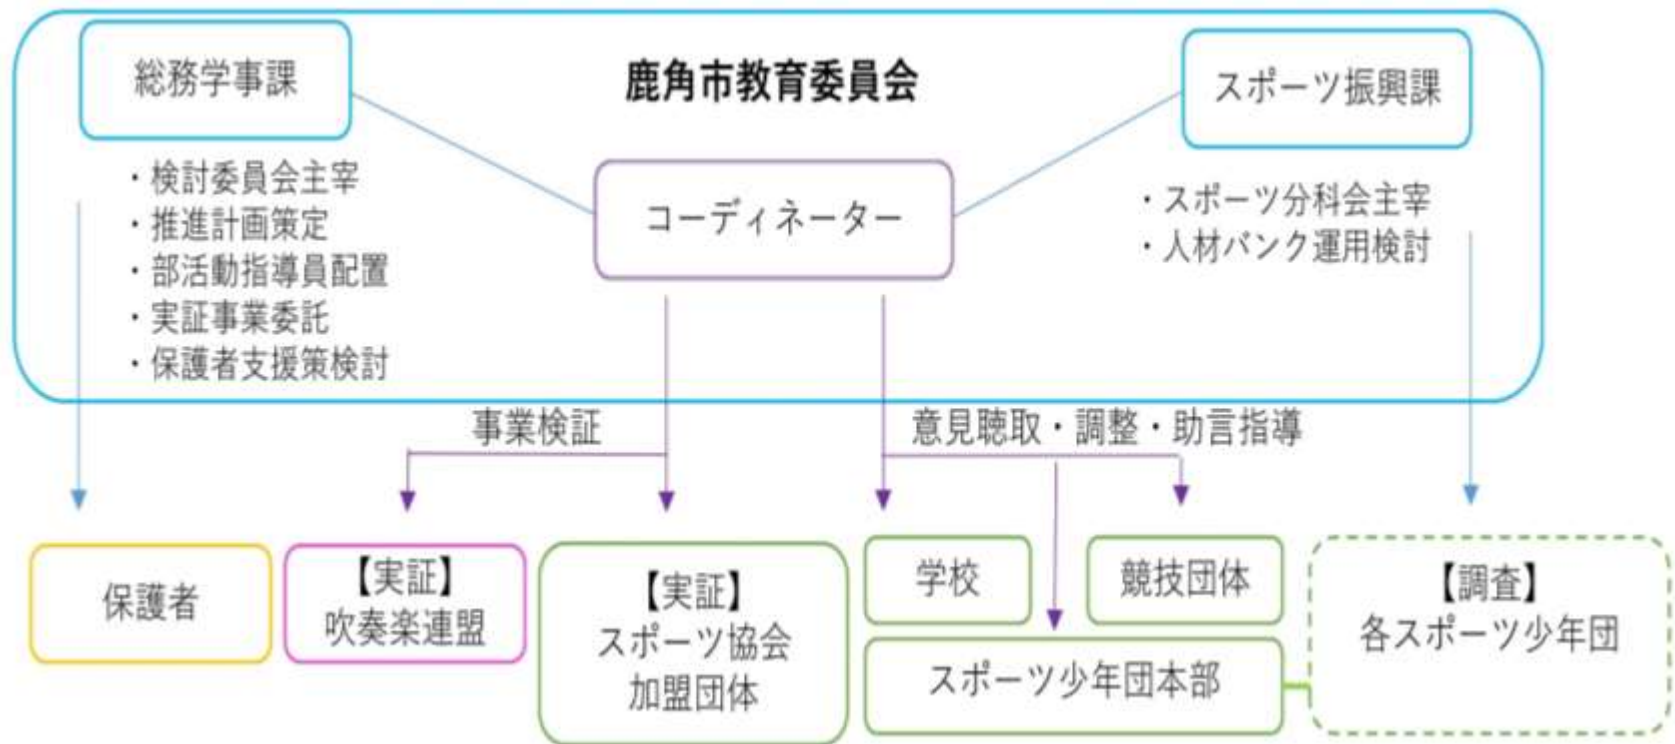 鹿角市教育委員会
総務学事課
スポーツ振興課
コーディネーター
・検討委員会主宰
・推進計画策定
・部活動指導員配置
・実証事業委託
・保護者支援策検討
・スポーツ分科会主宰
・人材バンク運用検討
事業検証
意見聴取・調整・助言指導
保護者
【実証】
吹奏楽連盟
【実証】
スポーツ協会
加盟団体
学校
競技団体
スポーツ少年団本部
【調査】
各スポーツ少年団